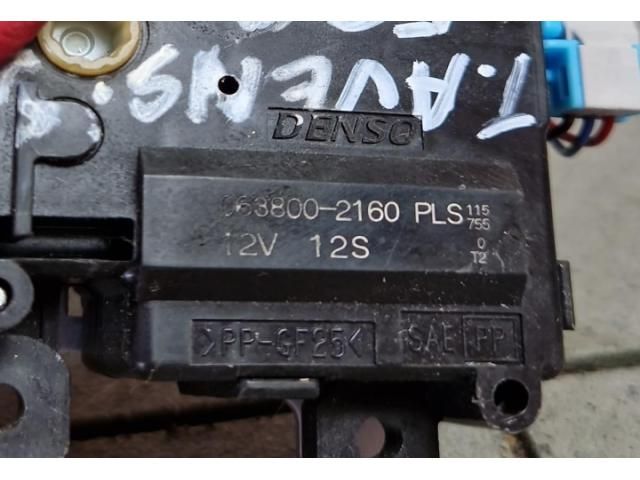 T.AVENS.
DENSO
063800-2160 PLS 115
755
12V 12S 0
T2
>PP-GF25< SAE PP